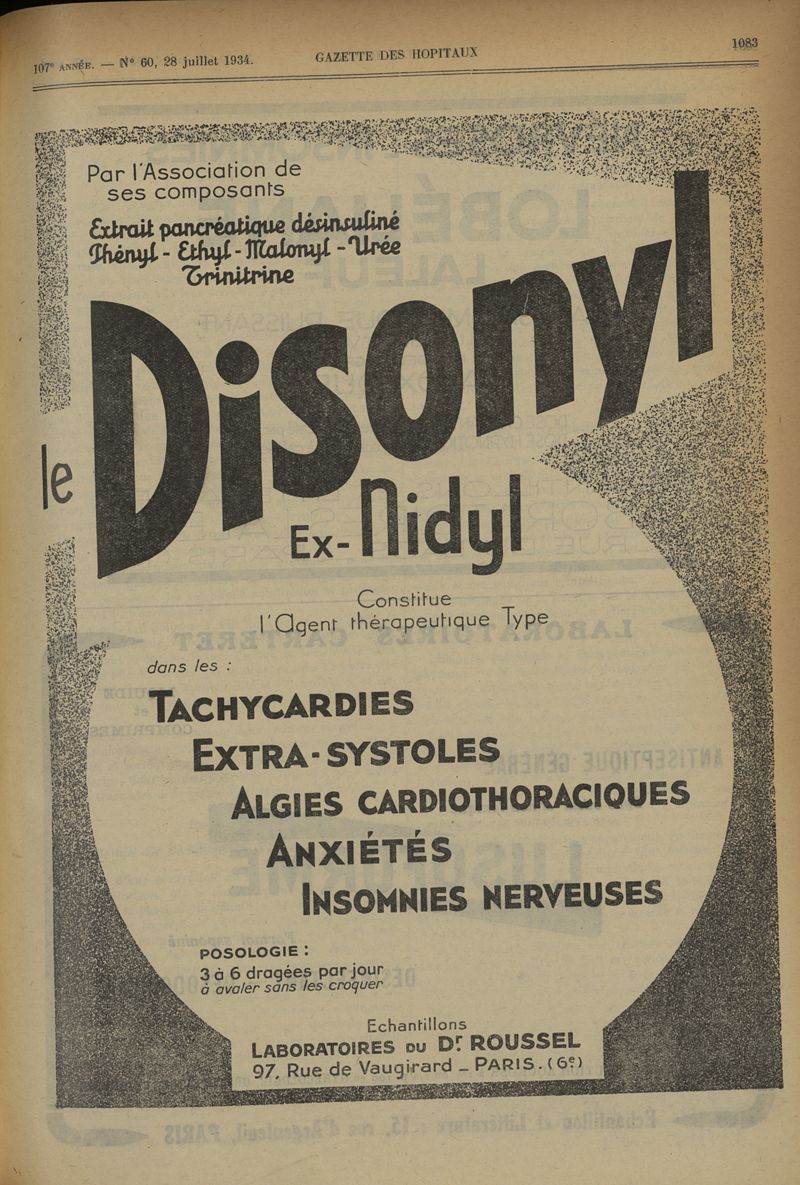 107e ANNÉE. — No 60, 28 juillet 1934.
GAZETTE DES HOPITAUX
1083
Par l'Association de
ses composants
Extrait pancréatique désinsuliné
Phényl - Ethyl - Malonyl - Urée
Trinitrine
le Disonyl
Ex-Nidyl
Constitue
l'Agent thérapeutique Type
dans les :
TACHYCARDIES
EXTRA-SYSTOLES
ALGIES CARDIOTHORACIQUES
ANXIÉTÉS
INSOMNIES NERVEUSES
POSOLOGIE :
3 à 6 dragées par jour
à avaler sans les croquer
Echantillons
LABORATOIRES DU Dr ROUSSEL
97, Rue de Vaugirard _ PARIS. (6e)